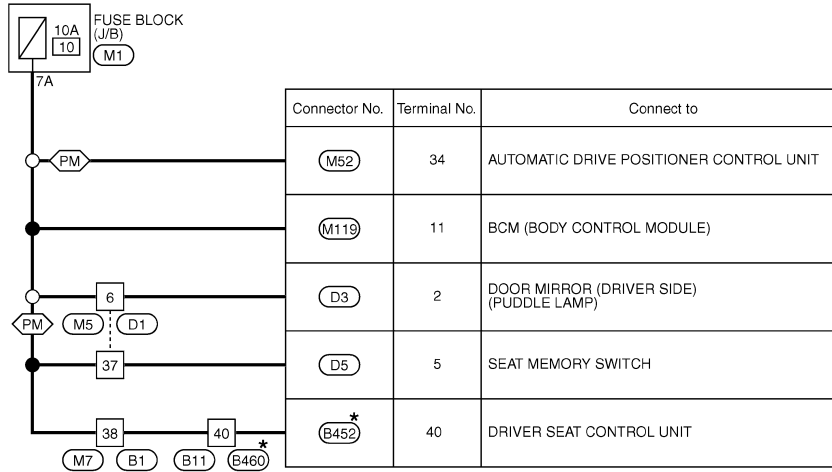 FUSE BLOCK
(J/B)
10A
10
M1
7A
Connector No. Terminal No. Connect to
PM M52 34 AUTOMATIC DRIVE POSITIONER CONTROL UNIT
M119 11 BCM (BODY CONTROL MODULE)
6 D3 2 DOOR MIRROR (DRIVER SIDE)
(PUDDLE LAMP)
PM M5 D1
37 D5 5 SEAT MEMORY SWITCH
38 40 B452* 40 DRIVER SEAT CONTROL UNIT
M7 B1 B11 B460*